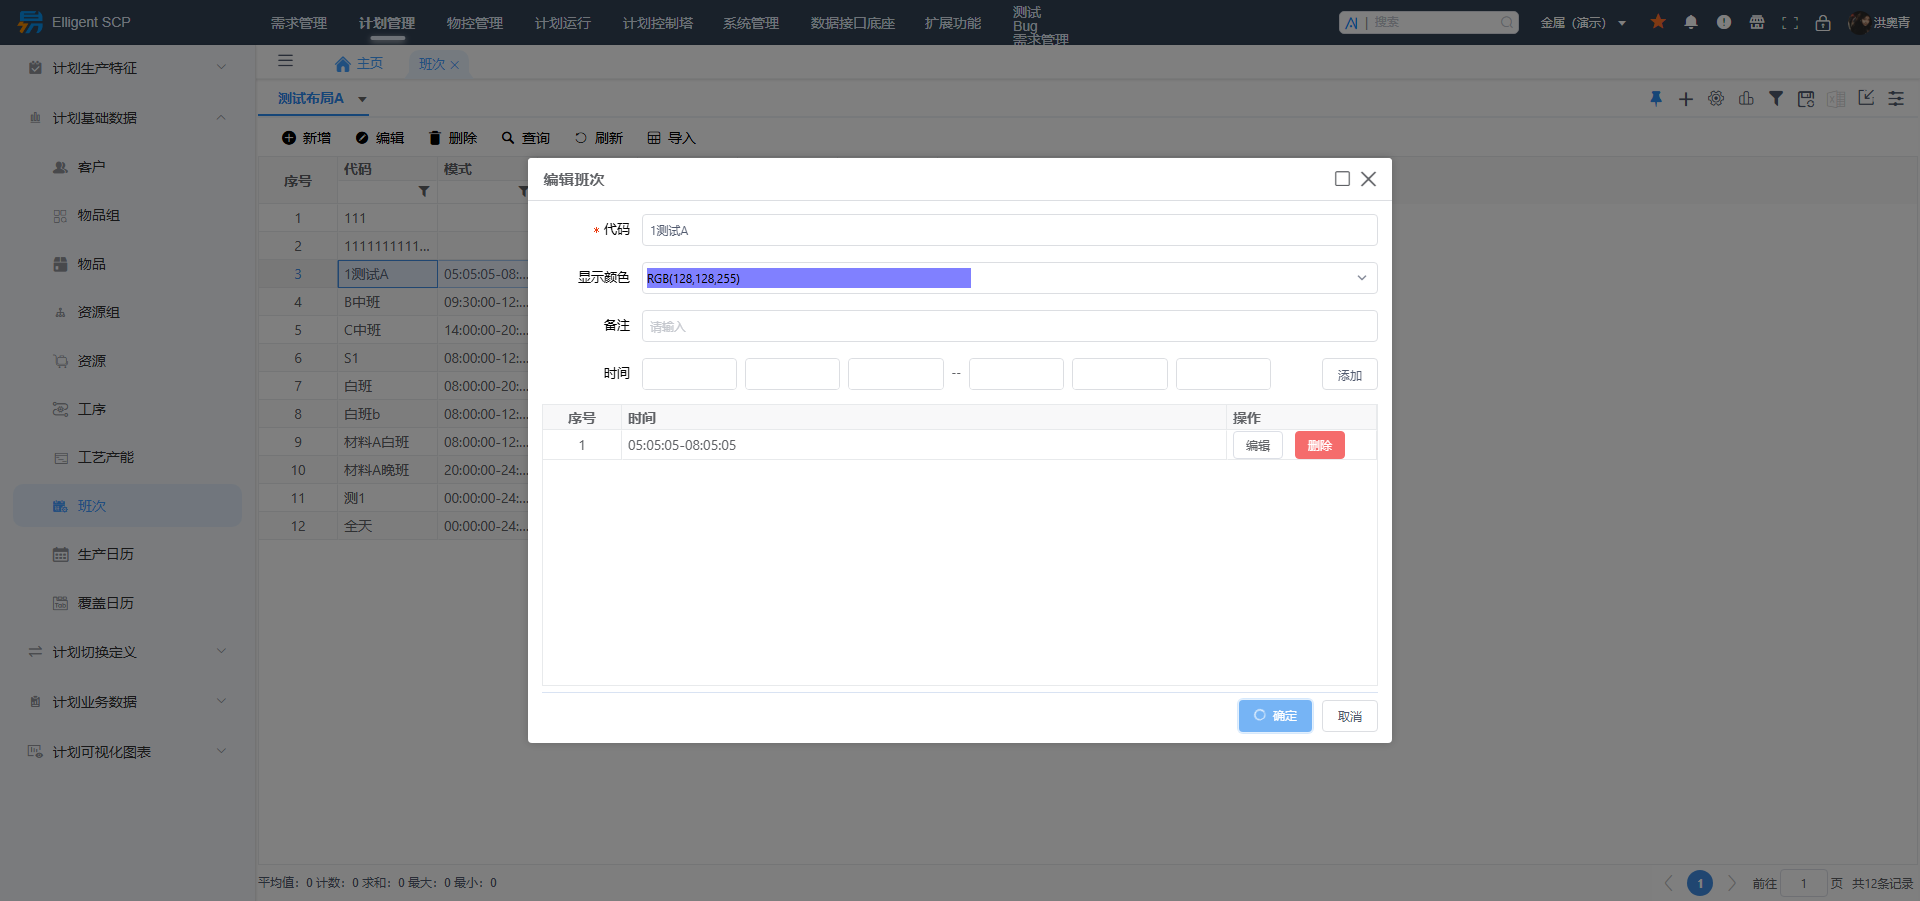 Elligent SCP
需求管理
计划管理
物控管理
计划运行
计划控制塔
系统管理
数据接口底座
扩展功能
测试
Bug
需求管理
AI | 搜索
金属（演示）
洪奥青
计划生产特征
计划基础数据
客户
物品组
物品
资源组
资源
工序
工艺产能
班次
生产日历
覆盖日历
计划切换定义
计划业务数据
计划可视化图表
主页
班次
测试布局A
新增
编辑
删除
查询
刷新
导入
序号 代码 模式
1 111
2 1111111111...
3 1测试A 05:05:05-08:...
4 B中班 09:30:00-12:...
5 C中班 14:00:00-20:...
6 S1 08:00:00-12:...
7 白班 08:00:00-20:...
8 白班b 08:00:00-12:...
9 材料A白班 08:00:00-12:...
10 材料A晚班 20:00:00-24:...
11 测1 00:00:00-24:...
12 全天 00:00:00-24:...
编辑班次
* 代码 1测试A
显示颜色 RGB(128,128,255)
备注 请输入
时间 -- 添加
序号 时间 操作
1 05:05:05-08:05:05 编辑 删除
确定 取消
平均值：0 计数：0 求和：0 最大：0 最小：0
1 前往 1 页 共12条记录